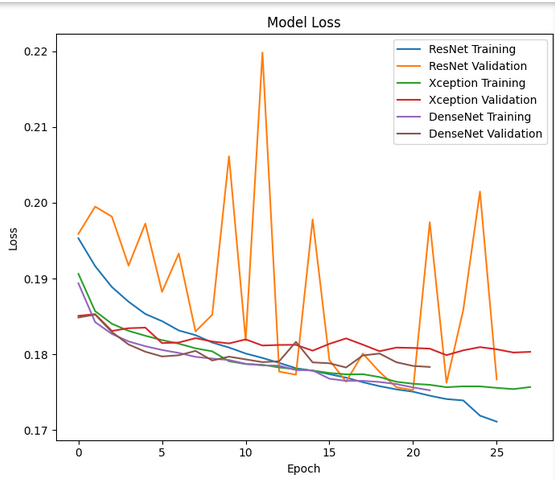 Model Loss
0.22
0.21
0.20
0.19
0.18
0.17
Loss
0
5
10
15
20
25
Epoch
ResNet Training
ResNet Validation
Xception Training
Xception Validation
DenseNet Training
DenseNet Validation